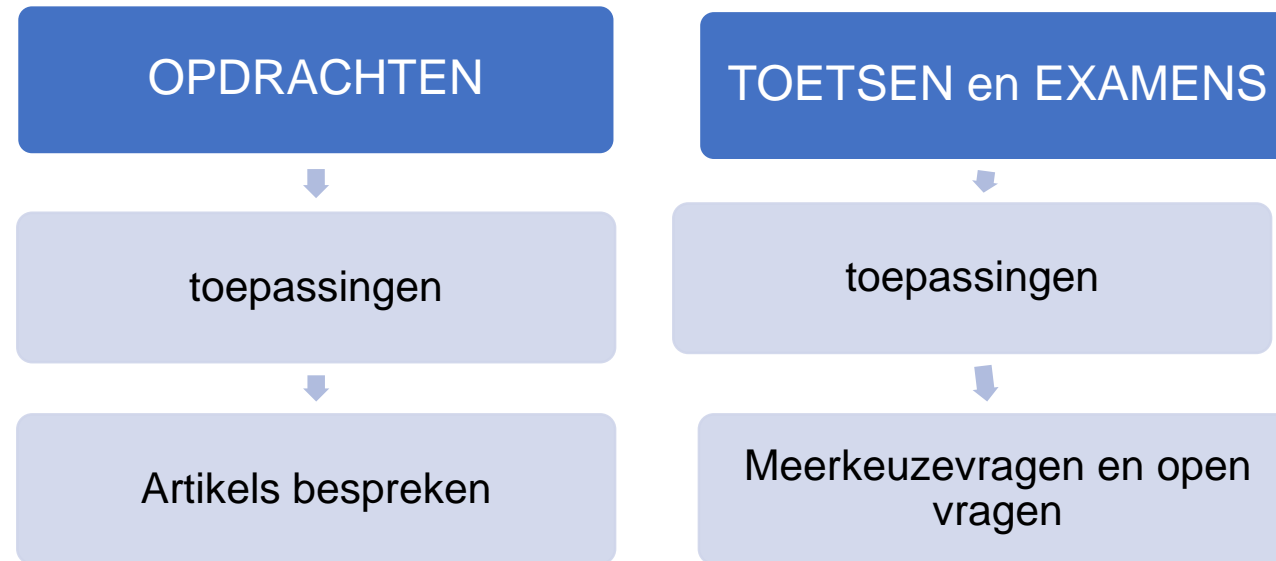 OPDRACHTEN
toepassingen
Artikels bespreken
TOETSEN en EXAMENS
toepassingen
Meerkeuzevragen en open
vragen